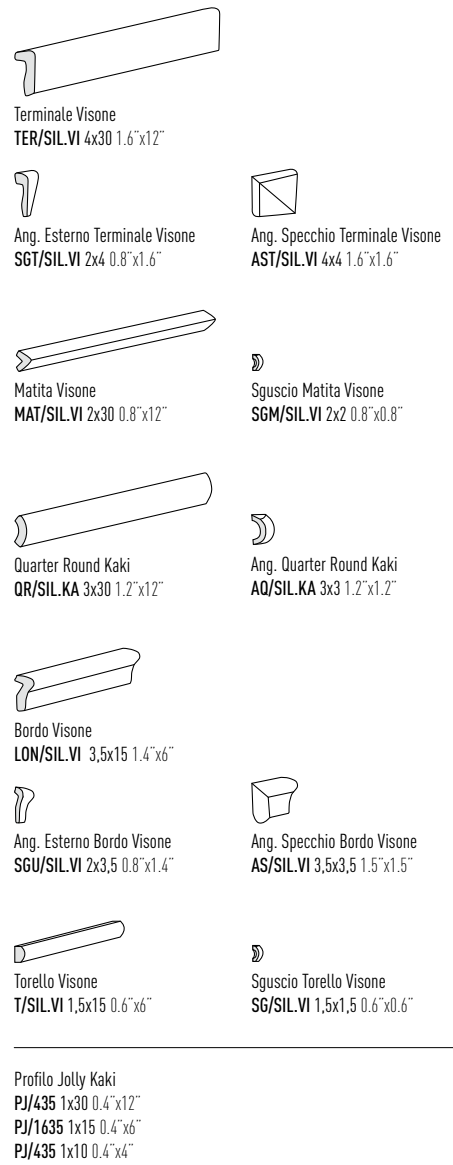 Terminale Visone
TER/SIL.VI 4x30 1.6¨x12¨
Ang. Esterno Terminale Visone
SGT/SIL.VI 2x4 0.8¨x1.6¨
Ang. Specchio Terminale Visone
AST/SIL.VI 4x4 1.6¨x1.6¨
Matita Visone
MAT/SIL.VI 2x30 0.8¨x12¨
Sguscio Matita Visone
SGM/SIL.VI 2x2 0.8¨x0.8¨
Quarter Round Kaki
QR/SIL.KA 3x30 1.2¨x12¨
Ang. Quarter Round Kaki
AQ/SIL.KA 3x3 1.2¨x1.2¨
Bordo Visone
LON/SIL.VI 3,5x15 1.4¨x6¨
Ang. Esterno Bordo Visone
SGU/SIL.VI 2x3,5 0.8¨x1.4¨
Ang. Specchio Bordo Visone
AS/SIL.VI 3,5x3,5 1.5¨x1.5¨
Torello Visone
T/SIL.VI 1,5x15 0.6¨x6¨
Sguscio Torello Visone
SG/SIL.VI 1,5x1,5 0.6¨x0.6¨
Profilo Jolly Kaki
PJ/435 1x30 0.4¨x12¨
PJ/1635 1x15 0.4¨x6¨
PJ/435 1x10 0.4¨x4¨